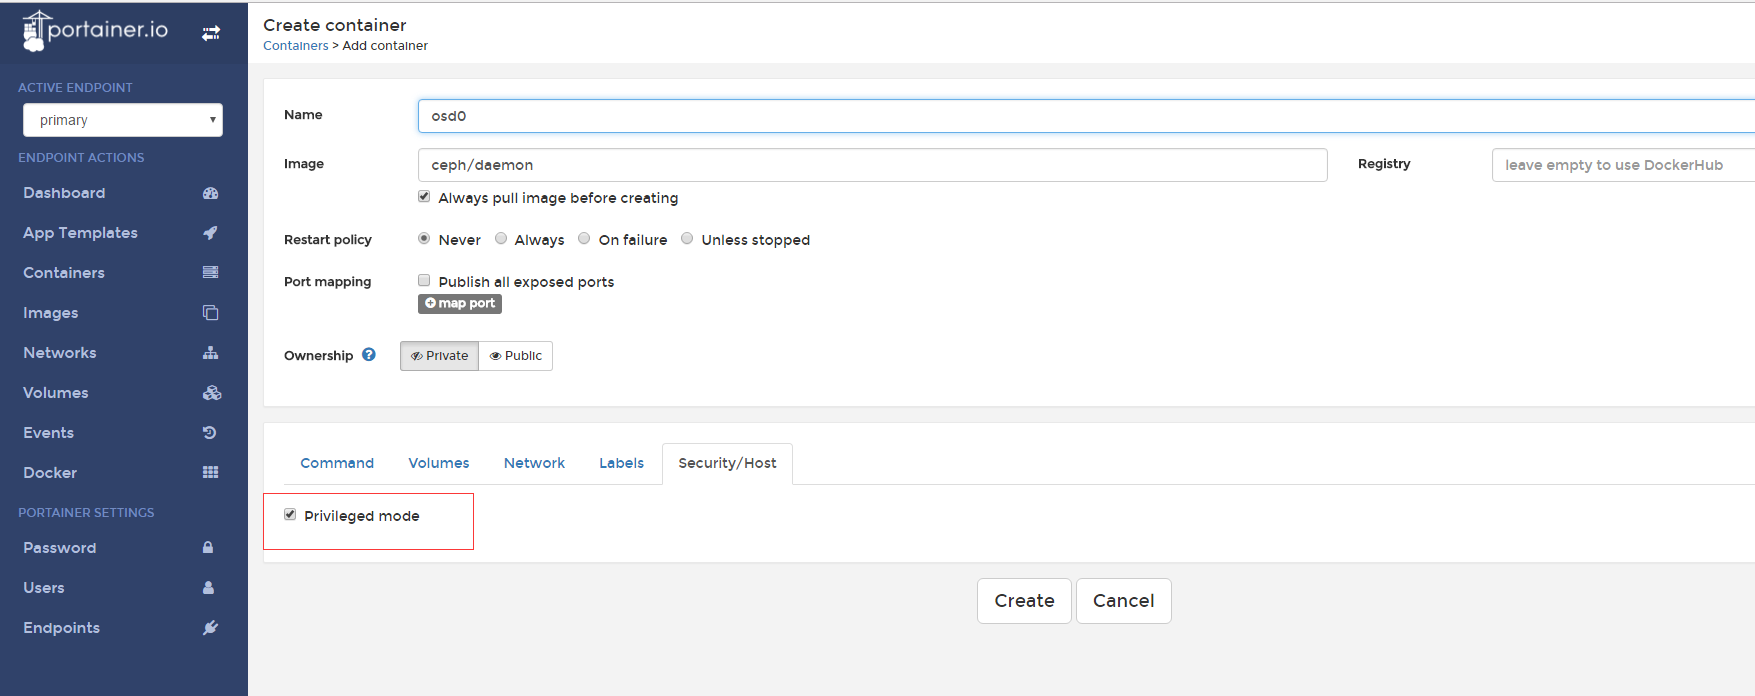 portainer.io
ACTIVE ENDPOINT
primary
ENDPOINT ACTIONS
Dashboard
App Templates
Containers
Images
Networks
Volumes
Events
Docker
PORTAINER SETTINGS
Password
Users
Endpoints
Create container
Containers > Add container
Name osd0
Image ceph/daemon Registry leave empty to use DockerHub
Always pull image before creating
Restart policy Never Always On failure Unless stopped
Port mapping Publish all exposed ports
map port
Ownership ? Private Public
Command Volumes Network Labels Security/Host
Privileged mode
Create Cancel